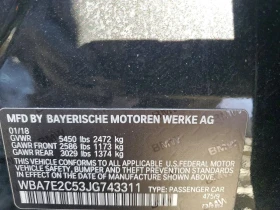 MFD BY BAYERISCHE MOTOREN WERKE AG
01/18
GVWR 5450 lbs 2472 kg
GAWR FRONT 2586 lbs 1173 kg
GAWR REAR 3029 lbs 1374 kg
THIS VEHICLE CONFORMS TO ALL APPLICABLE U.S. FEDERAL MOTOR
VEHICLE SAFETY, BUMPER AND THEFT PREVENTION STANDARDS
IN EFFECT ON THE DATE OF MANUFACTURE SHOWN ABOVE.
WBA7E2C53JG743311
TYPE: PASSENGER CAR